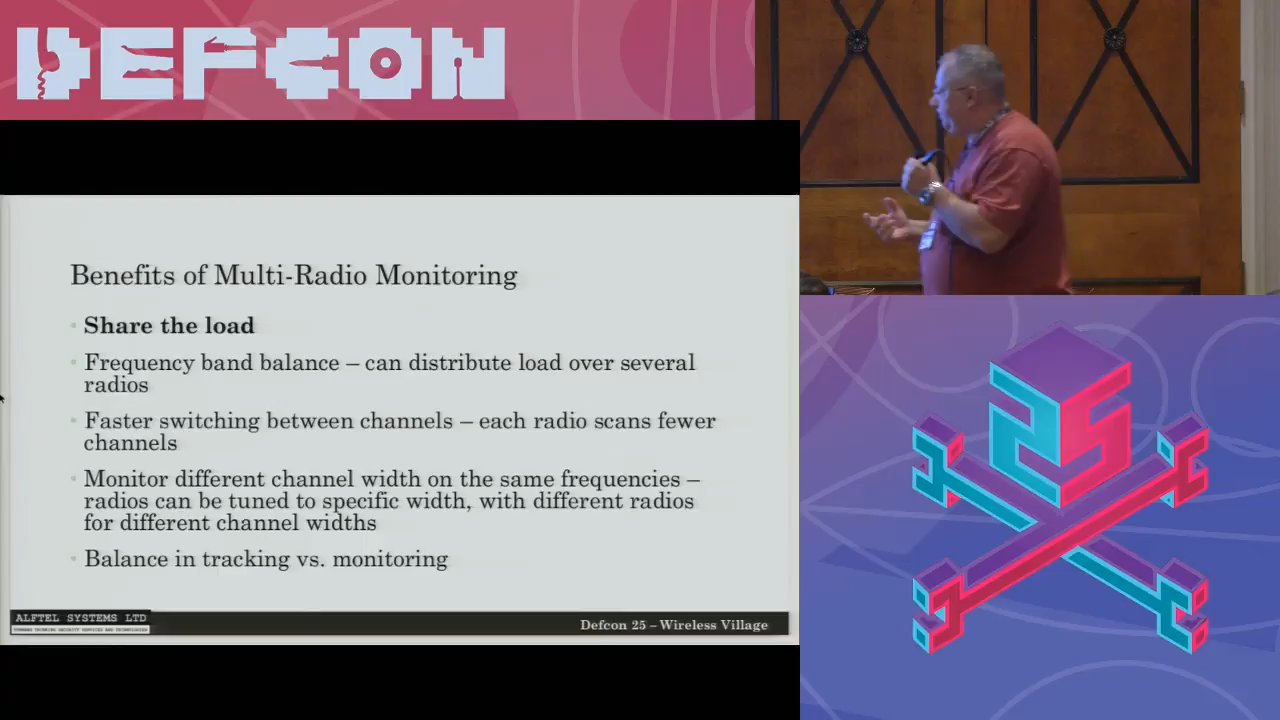 DEFCON
Benefits of Multi-Radio Monitoring
Share the load
Frequency band balance – can distribute load over several
radios
Faster switching between channels – each radio scans fewer
channels
Monitor different channel width on the same frequencies –
radios can be tuned to specific width, with different radios
for different channel widths
Balance in tracking vs. monitoring
ALFTEL SYSTEMS LTD
Defcon 25 – Wireless Village
25